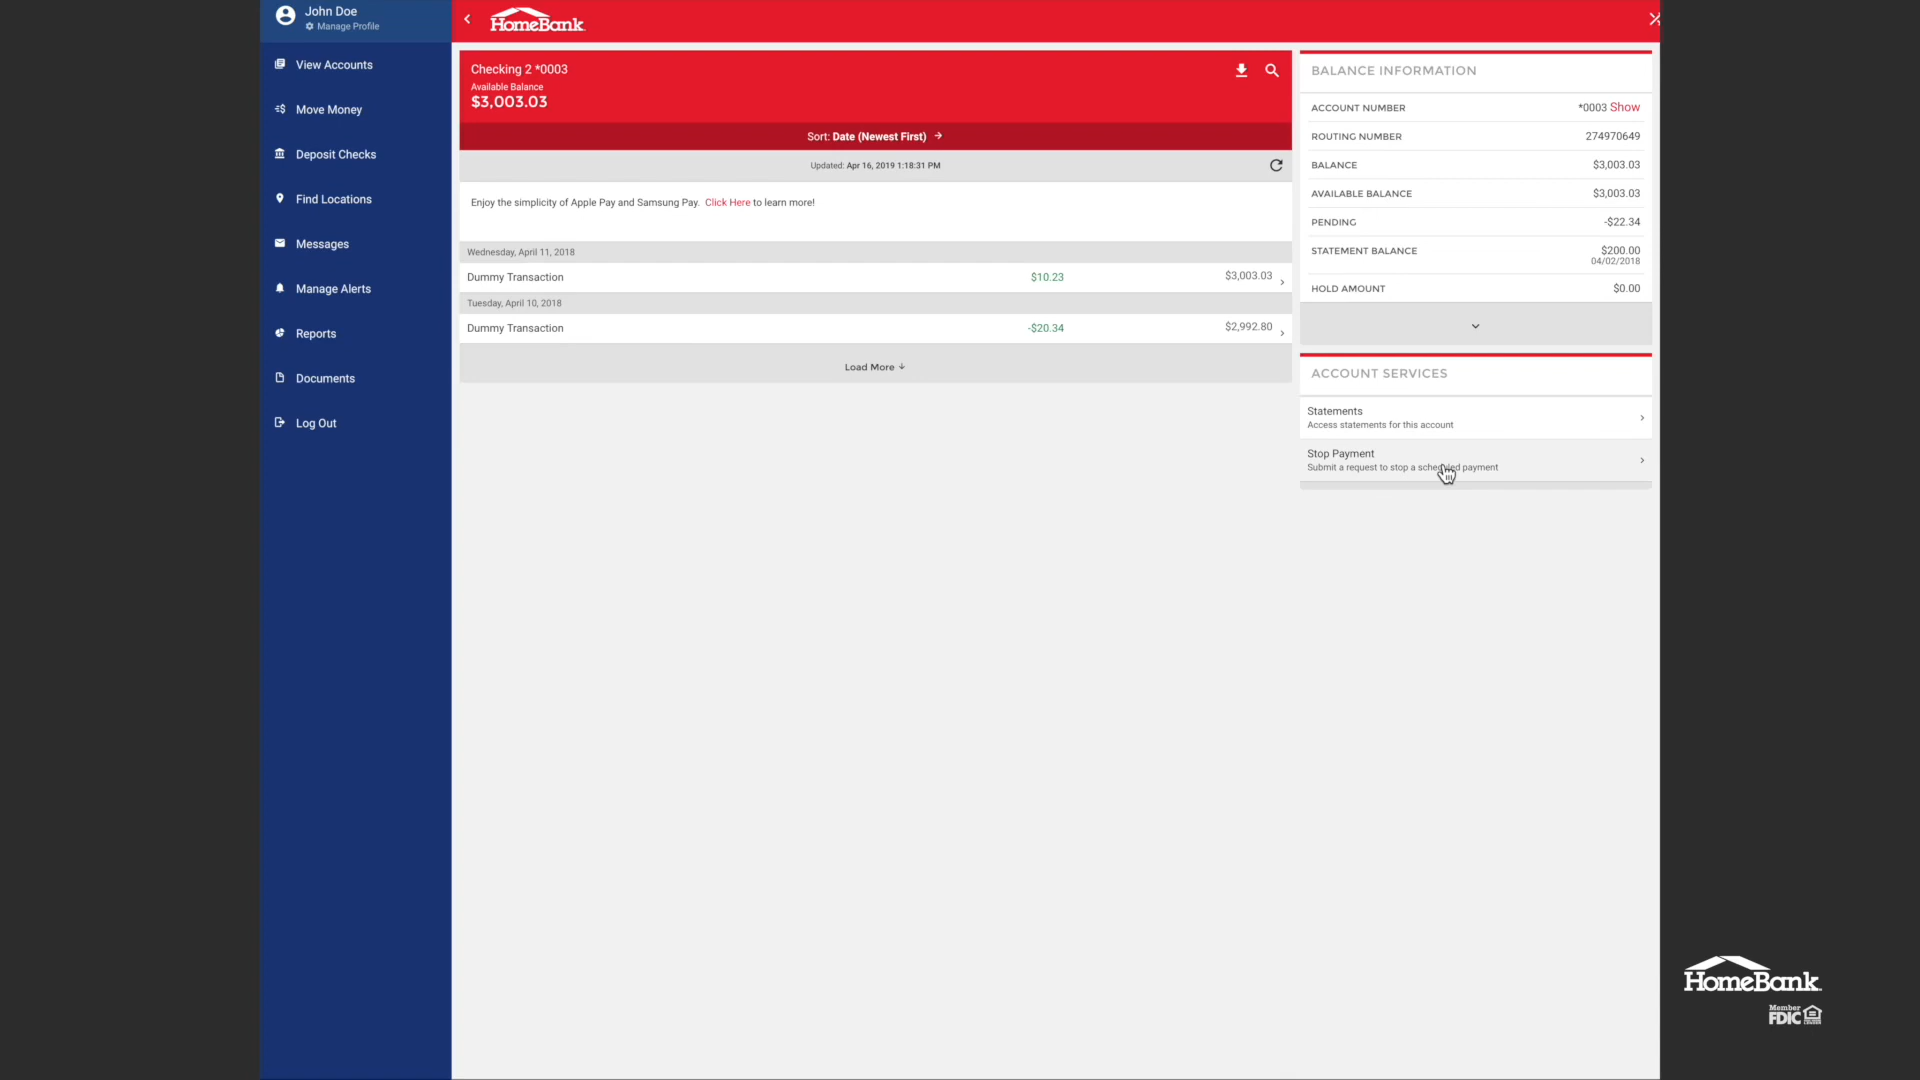 John Doe
Manage Profile
View Accounts
Move Money
Deposit Checks
Find Locations
Messages
Manage Alerts
Reports
Documents
Log Out
HomeBank
Checking 2 *0003
Available Balance
$3,003.03
Sort: Date (Newest First)
Updated: Apr 16, 2019 1:18:31 PM
Enjoy the simplicity of Apple Pay and Samsung Pay. Click Here to learn more!
Wednesday, April 11, 2018
Dummy Transaction $10.23 $3,003.03
Tuesday, April 10, 2018
Dummy Transaction -$20.34 $2,992.80
Load More
BALANCE INFORMATION
ACCOUNT NUMBER *0003 Show
ROUTING NUMBER 274970649
BALANCE $3,003.03
AVAILABLE BALANCE $3,003.03
PENDING -$22.34
STATEMENT BALANCE $200.00
04/02/2018
HOLD AMOUNT $0.00
ACCOUNT SERVICES
Statements
Access statements for this account
Stop Payment
Submit a request to stop a scheduled payment
HomeBank
Member
FDIC